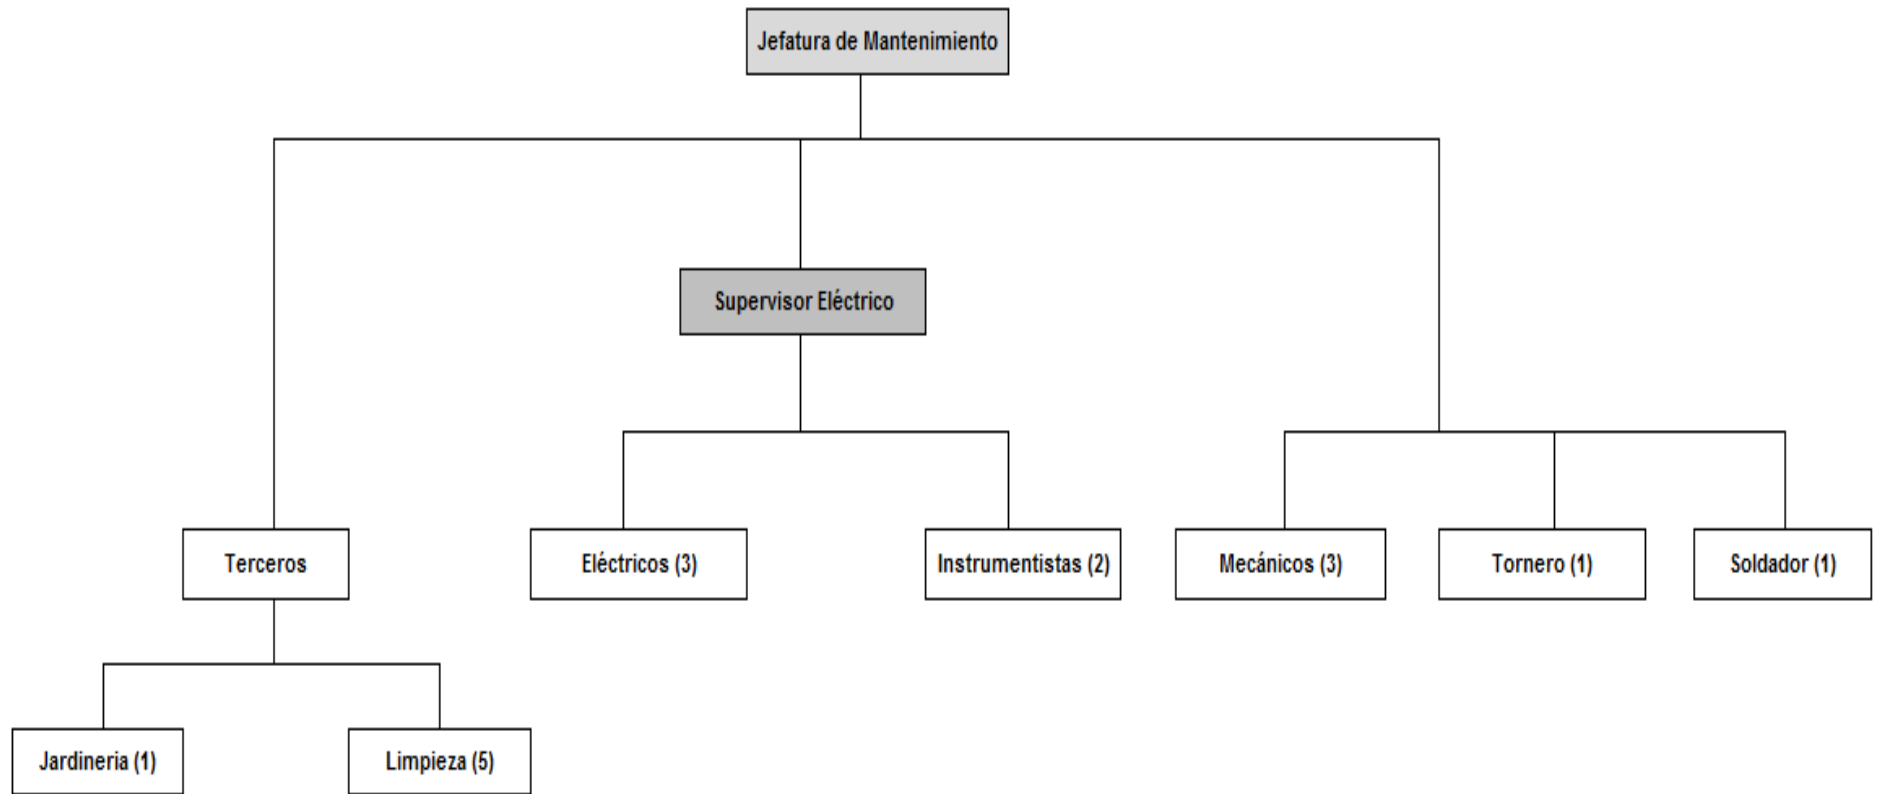 Jefatura de Mantenimiento
Supervisor Eléctrico
Terceros
Eléctricos (3)
Instrumentistas (2)
Mecánicos (3)
Tornero (1)
Soldador (1)
Jardineria (1)
Limpieza (5)